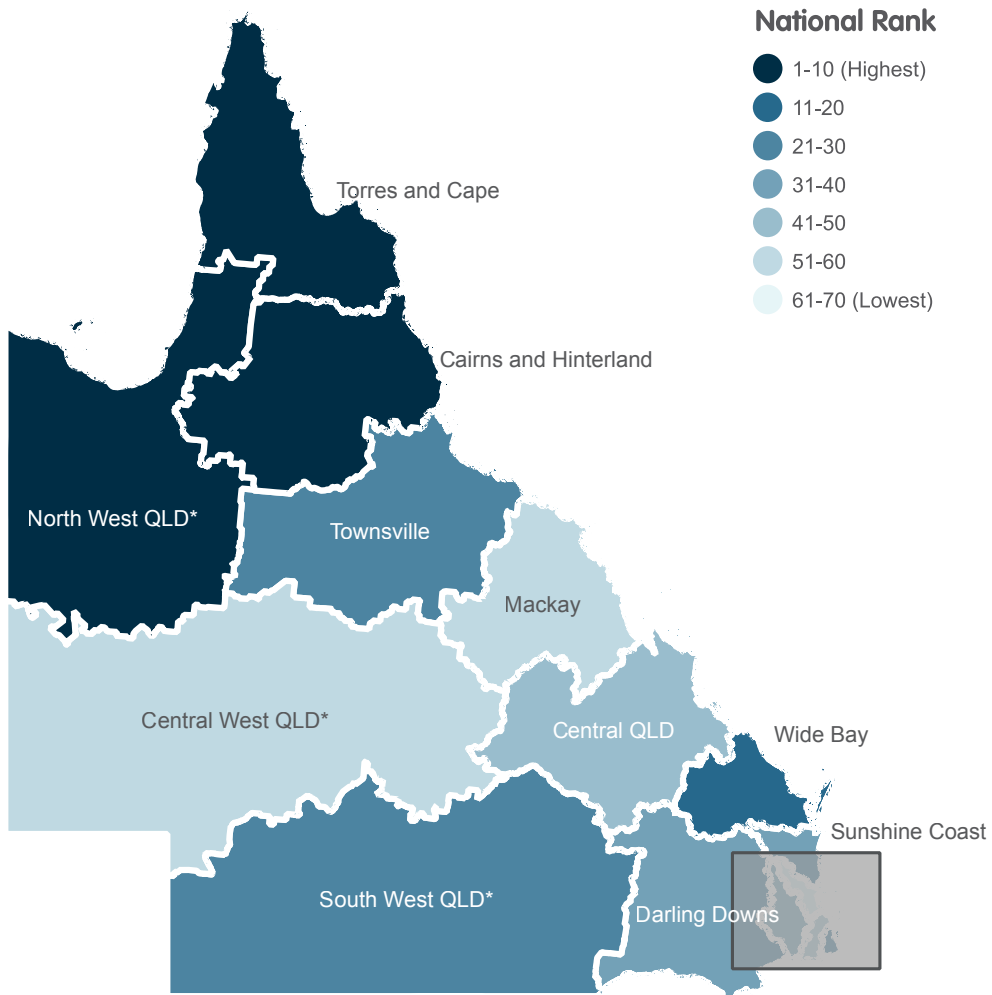 National Rank
1-10 (Highest)
11-20
21-30
31-40
41-50
51-60
61-70 (Lowest)
Torres and Cape
Cairns and Hinterland
North West QLD*
Townsville
Mackay
Central West QLD*
Central QLD
Wide Bay
Sunshine Coast
South West QLD*
Darling Downs